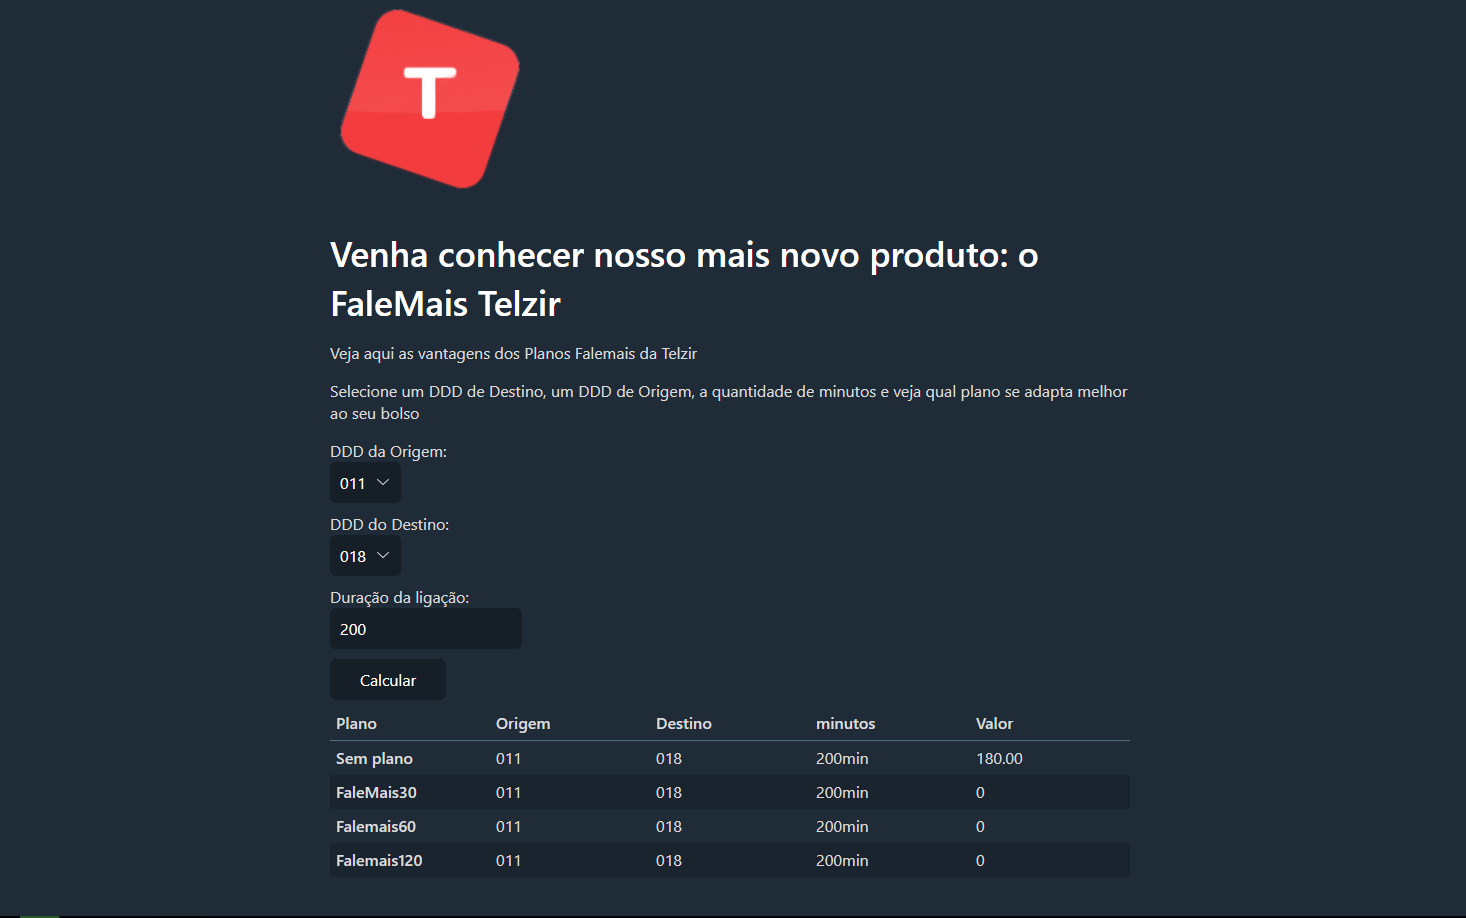 T
Venha conhecer nosso mais novo produto: o
FaleMais Telzir
Veja aqui as vantagens dos Planos Falemais da Telzir
Selecione um DDD de Destino, um DDD de Origem, a quantidade de minutos e veja qual plano se adapta melhor
ao seu bolso
DDD da Origem:
011
DDD do Destino:
018
Duração da ligação:
200
Calcular
Plano Origem Destino minutos Valor
Sem plano 011 018 200min 180.00
FaleMais30 011 018 200min 0
Falemais60 011 018 200min 0
Falemais120 011 018 200min 0